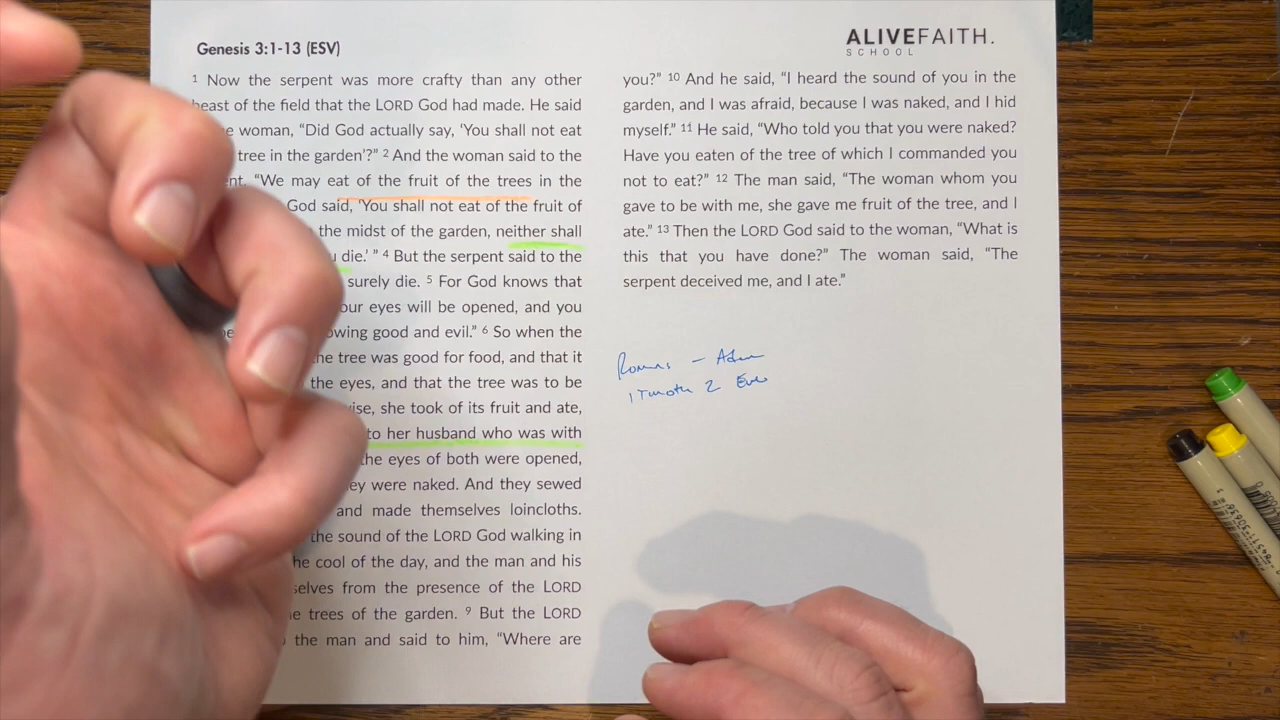 Genesis 3:1-13 (ESV)
1 Now the serpent was more crafty than any other
beast of the field that the LORD God had made. He said
woman, "Did God actually say, 'You shall not eat
tree in the garden'?" 2 And the woman said to the
"We may eat of the fruit of the trees in the
God said, 'You shall not eat of the fruit of
the midst of the garden, neither shall
die.' " 4 But the serpent said to the
surely die. 5 For God knows that
your eyes will be opened, and you
good and evil." 6 So when the
the tree was good for food, and that it
the eyes, and that the tree was to be
she took of its fruit and ate,
to her husband who was with
the eyes of both were opened,
were naked. And they sewed
and made themselves loincloths.
the sound of the LORD God walking in
cool of the day, and the man and his
from the presence of the LORD
trees of the garden. 9 But the LORD
the man and said to him, "Where are
ALIVEFAITH.
SCHOOL
you?" 10 And he said, "I heard the sound of you in the
garden, and I was afraid, because I was naked, and I hid
myself." 11 He said, "Who told you that you were naked?
Have you eaten of the tree of which I commanded you
not to eat?" 12 The man said, "The woman whom you
gave to be with me, she gave me fruit of the tree, and I
ate." 13 Then the LORD God said to the woman, "What is
this that you have done?" The woman said, "The
serpent deceived me, and I ate."
Romans - Adam
1 Timothy 2 Eve